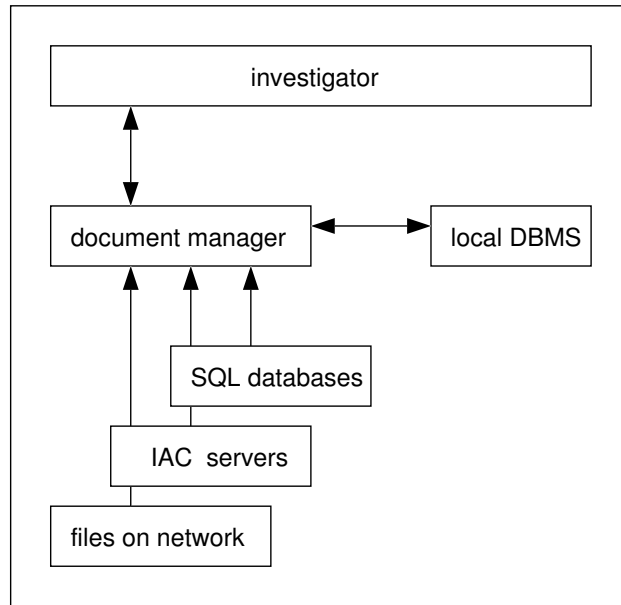 investigator
document manager
local DBMS
SQL databases
IAC servers
files on network